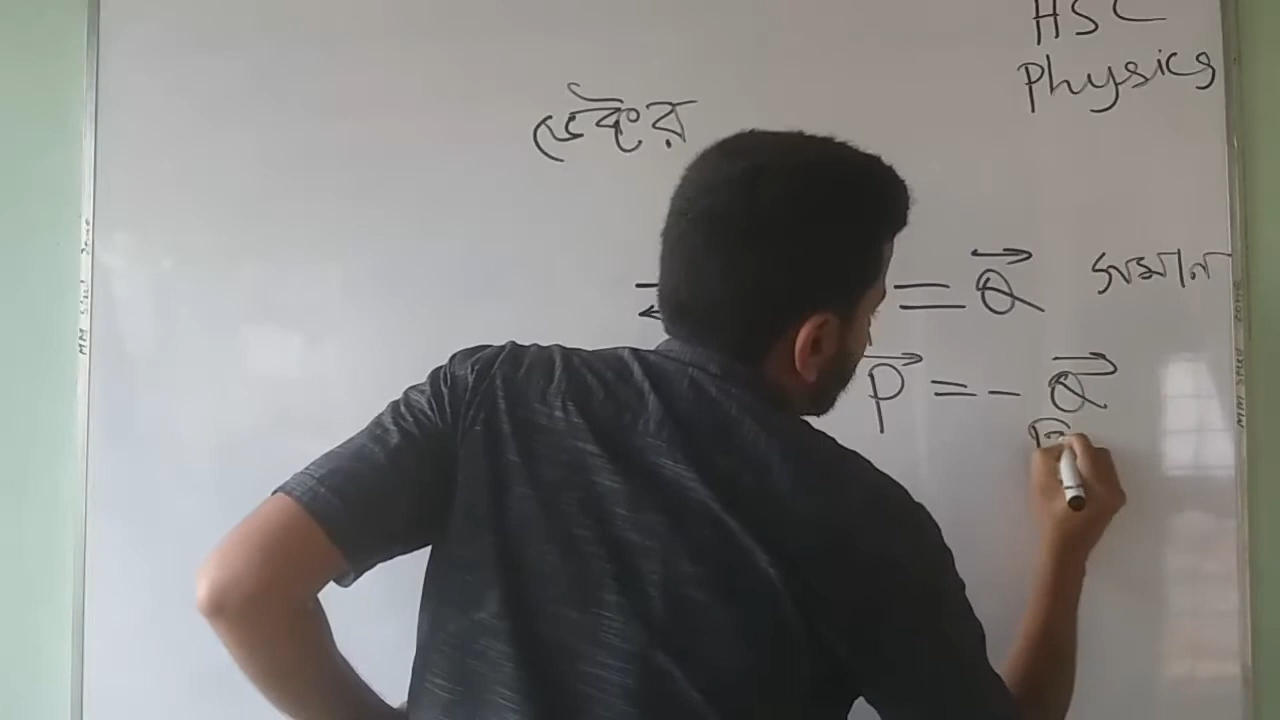 HSC
Physics
ভেক্টর
= Q⃗ সমান
P⃗ = - Q⃗